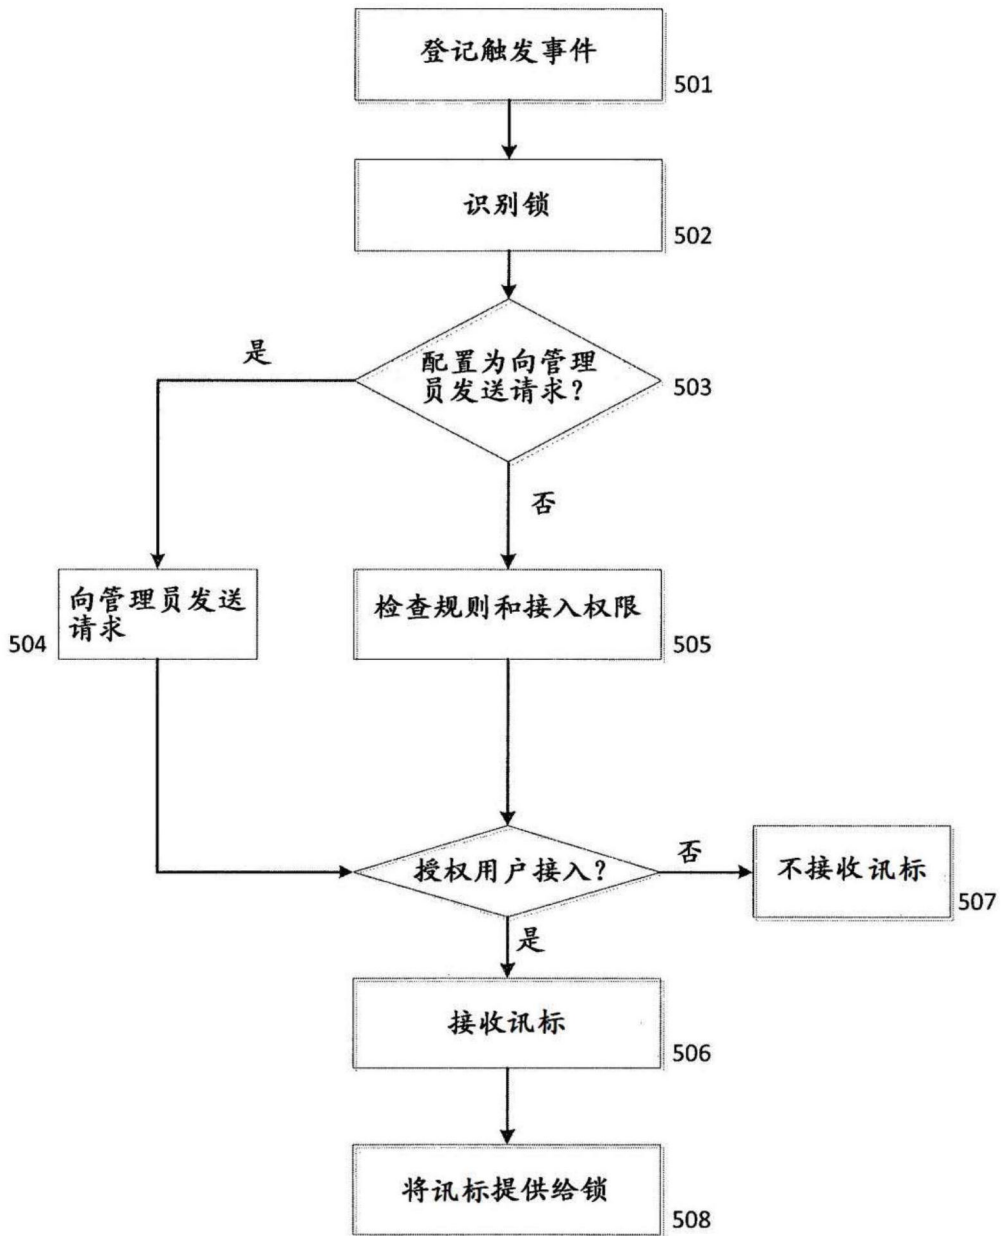 登记触发事件
501
识别锁
502
是
配置为向管理
员发送请求?
503
否
向管理员发送
请求
504
检查规则和接入权限
505
授权用户接入?
否
不接收讯标
507
是
接收讯标
506
将讯标提供给锁
508